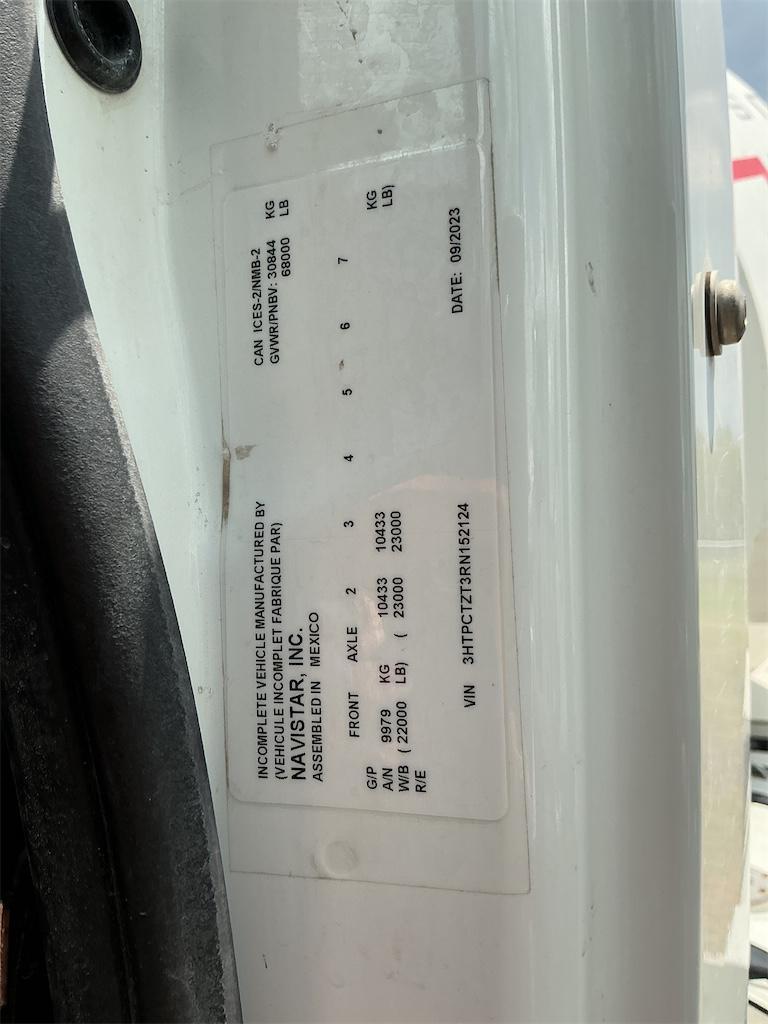 INCOMPLETE VEHICLE MANUFACTURED BY
(VEHICULE INCOMPLET FABRIQUE PAR)
NAVISTAR, INC.
ASSEMBLED IN MEXICO
CAN ICES-2/NMB-2
GVWR/PNBV: 30844 KG
68000 LB
FRONT AXLE 2 3 4 5 6 7
G/P
A/N 9979 KG 10433 10433 KG
W/B ( 22000 LB) ( 23000 23000 LB)
R/E
VIN 3HTPCTZT3RN152124 DATE: 09/2023